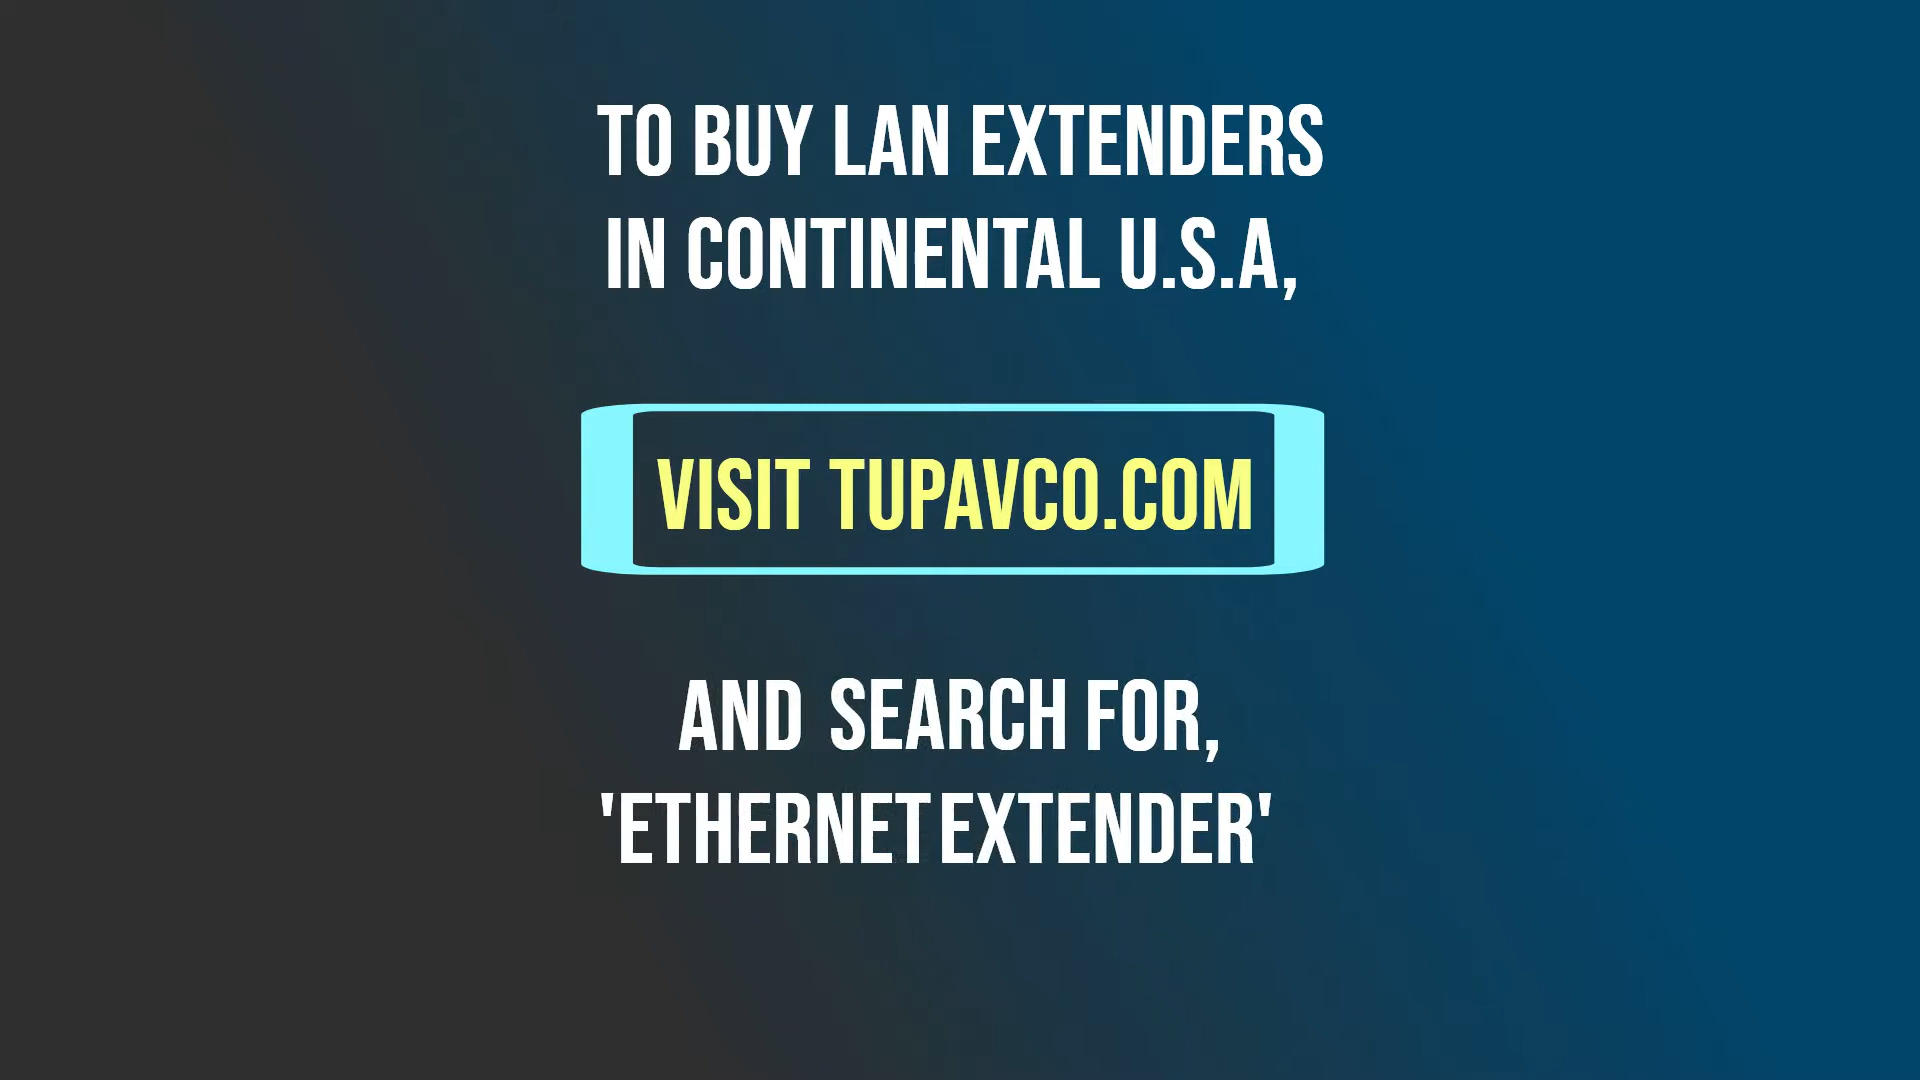 TO BUY LAN EXTENDERS
IN CONTINENTAL U.S.A,
VISIT TUPAVCO.COM
AND SEARCH FOR,
'ETHERNET EXTENDER'